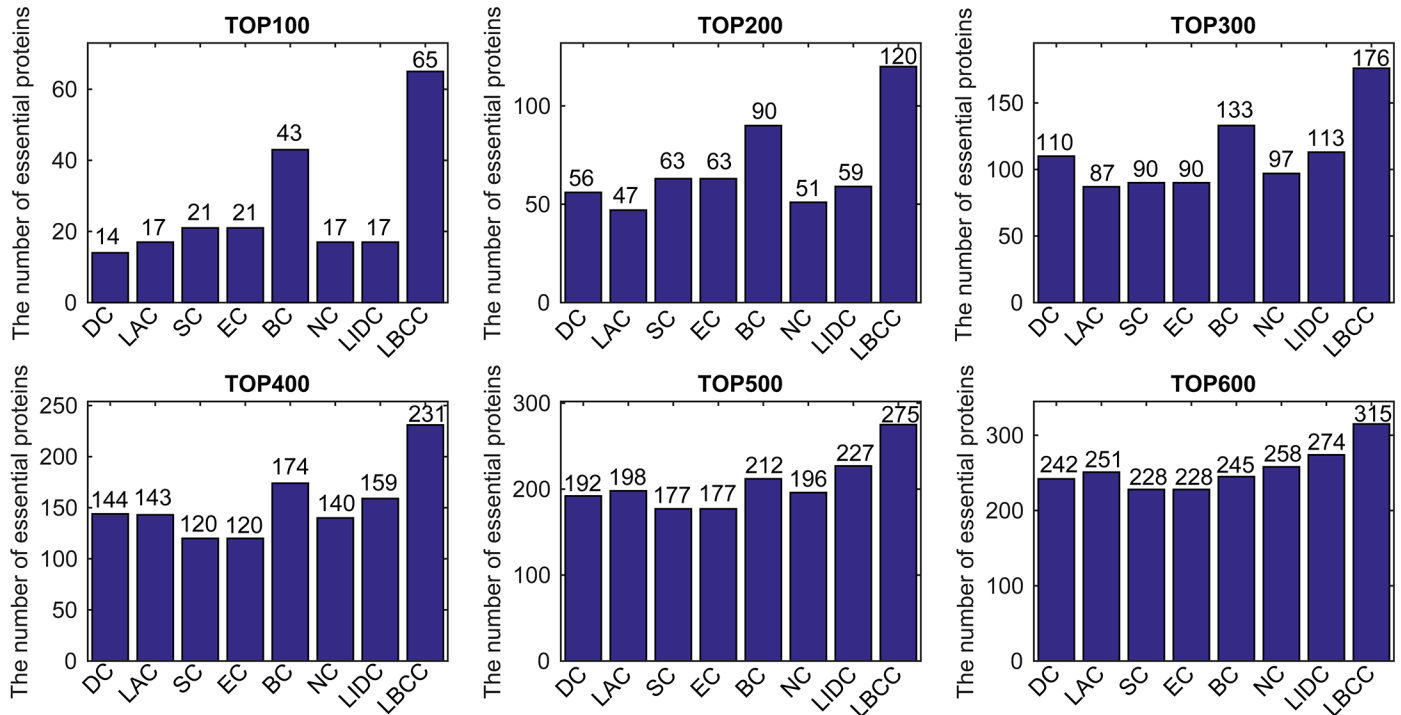 TOP100
The number of essential proteins
60
40
20
0
14
17
21
21
43
17
17
65
DC
LAC
SC
EC
BC
NC
LIDC
LBCC
TOP200
The number of essential proteins
100
50
0
56
47
63
63
90
51
59
120
DC
LAC
SC
EC
BC
NC
LIDC
LBCC
TOP300
The number of essential proteins
150
100
50
0
110
87
90
90
133
97
113
176
DC
LAC
SC
EC
BC
NC
LIDC
LBCC
TOP400
The number of essential proteins
250
200
150
100
50
0
144
143
120
120
174
140
159
231
DC
LAC
SC
EC
BC
NC
LIDC
LBCC
TOP500
The number of essential proteins
300
200
100
0
192
198
177
177
212
196
227
275
DC
LAC
SC
EC
BC
NC
LIDC
LBCC
TOP600
The number of essential proteins
300
200
100
0
242
251
228
228
245
258
274
315
DC
LAC
SC
EC
BC
NC
LIDC
LBCC